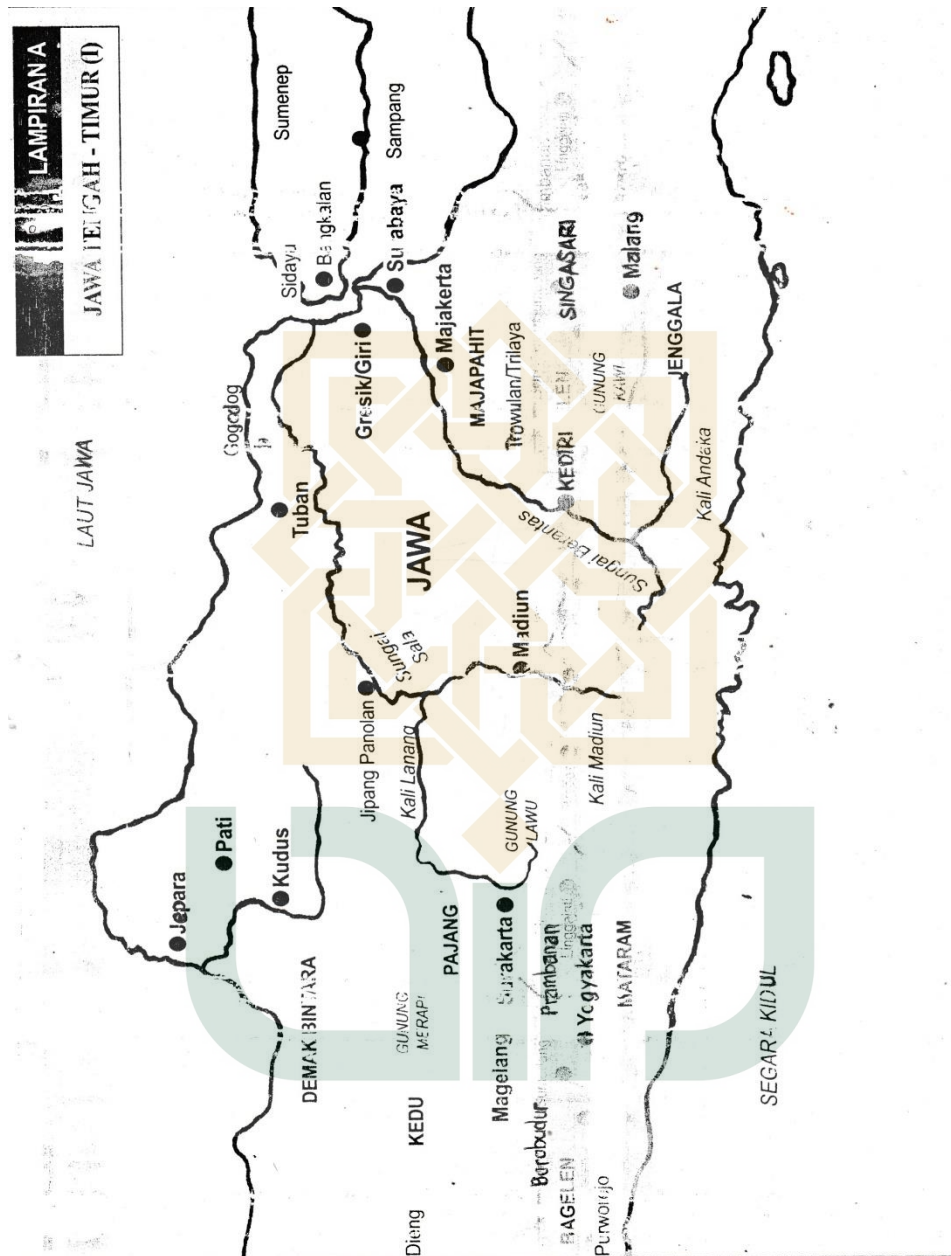 LAMPIRAN A
JAWA TENGAH - TIMUR (I)
LAUT JAWA
Jepara
Pati
Kudus
Tuban
Gogodog
Ja
Sidayu
Bangkalan
Sumenep
Sampang
Surabaya
Gresik/Giri
DEMAK BINTARA
Jipang Panolan
Sungai
Sala
Kali Lanang
JAWA
Majakerta
MAJAPAHIT
Trowulan/Trilaya
Dieng
KEDU
GUNUNG
MERAPI
PAJANG
Magelang
Surakarta
GUNUNG
LAWU
Madiun
Kali Madiun
Sungai Barantas
KEDIRI
SINGASARI
GUNUNG
KAWI
Malang
JENGGALA
Kali Andaka
Borobudur
Prambanan
Yogyakarta
MATARAM
BAGELEN
Purworejo
SEGARA KIDUL